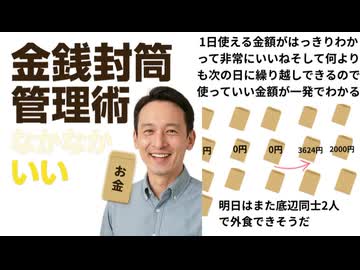 金銭封筒
管理術
なかなか
いい
お金
1日使える金額がはっきりわか
って非常にいいねそして何より
も次の日に繰り越しできるので
使っていい金額が一発でわかる
円 0円 0円 3624円 2000円
明日はまた底辺同士2人
で外食できそうだ